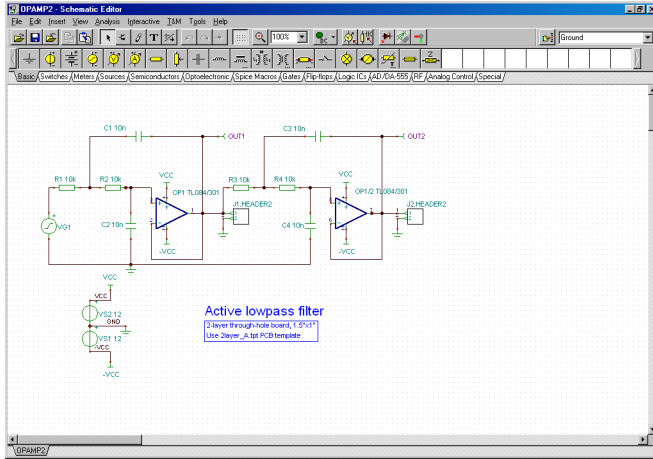 OPAMP2 - Schematic Editor
File Edit Insert View Analysis Interactive T&M Tools Help
100%
Ground
Basic Switches Meters Sources Semiconductors Optoelectronic Spice Macros Gates Flip-flops Logic ICs AD/DA-555 RF Analog Control Special
C1 10n
OUT1
C3 10n
OUT2
R1 10k
R2 10k
VCC
OP1 TL084/301
R3 10k
R4 10k
VCC
OP1/2 TL084/301
J1,HEADER2
J2,HEADER2
VG1
C2 10n
C4 10n
-VCC
-VCC
VCC
VCC
VS2 12
GND
VS1 12
-VCC
-VCC
Active lowpass filter
2-layer through-hole board, 1.5"x1"
Use 2layer_A.tpt PCB template
OPAMP2